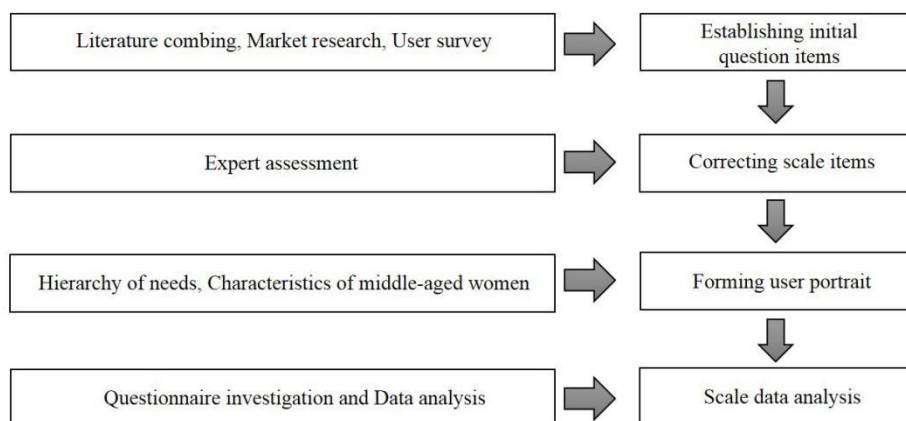 Literature combing, Market research, User survey
Establishing initial
question items
Expert assessment
Correcting scale items
Hierarchy of needs, Characteristics of middle-aged women
Forming user portrait
Questionnaire investigation and Data analysis
Scale data analysis